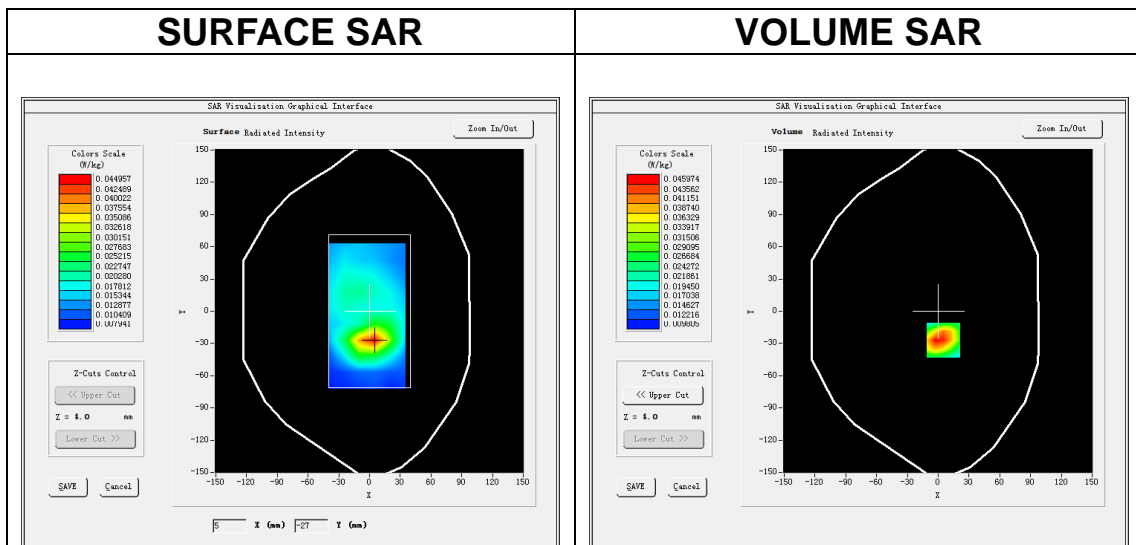 SURFACE SAR
VOLUME SAR
SAR Visualisation Graphical Interface
Surface Radiated Intensity
Zoom In/Out
Colors Scale
(W/kg)
0.044957
0.042489
0.040022
0.037554
0.035086
0.032618
0.030151
0.027683
0.025215
0.022747
0.020280
0.017812
0.015344
0.012877
0.010409
0.007941
150
120
90
60
30
0
-30
-60
-90
-120
-150
Y
-150 -120 -90 -60 -30 0 30 60 90 120 150
X
Z-Cuts Control
<< Upper Cut
Z = 4.0 mm
Lower Cut >>
SAVE Cancel
5 X (mm) -27 Y (mm)
SAR Visualisation Graphical Interface
Volume Radiated Intensity
Zoom In/Out
Colors Scale
(W/kg)
0.045974
0.043562
0.041151
0.038740
0.036329
0.033917
0.031506
0.029095
0.026684
0.024272
0.021861
0.019450
0.017038
0.014627
0.012216
0.009805
150
120
90
60
30
0
-30
-60
-90
-120
-150
Y
-150 -120 -90 -60 -30 0 30 60 90 120 150
X
Z-Cuts Control
<< Upper Cut
Z = 4.0 mm
Lower Cut >>
SAVE Cancel